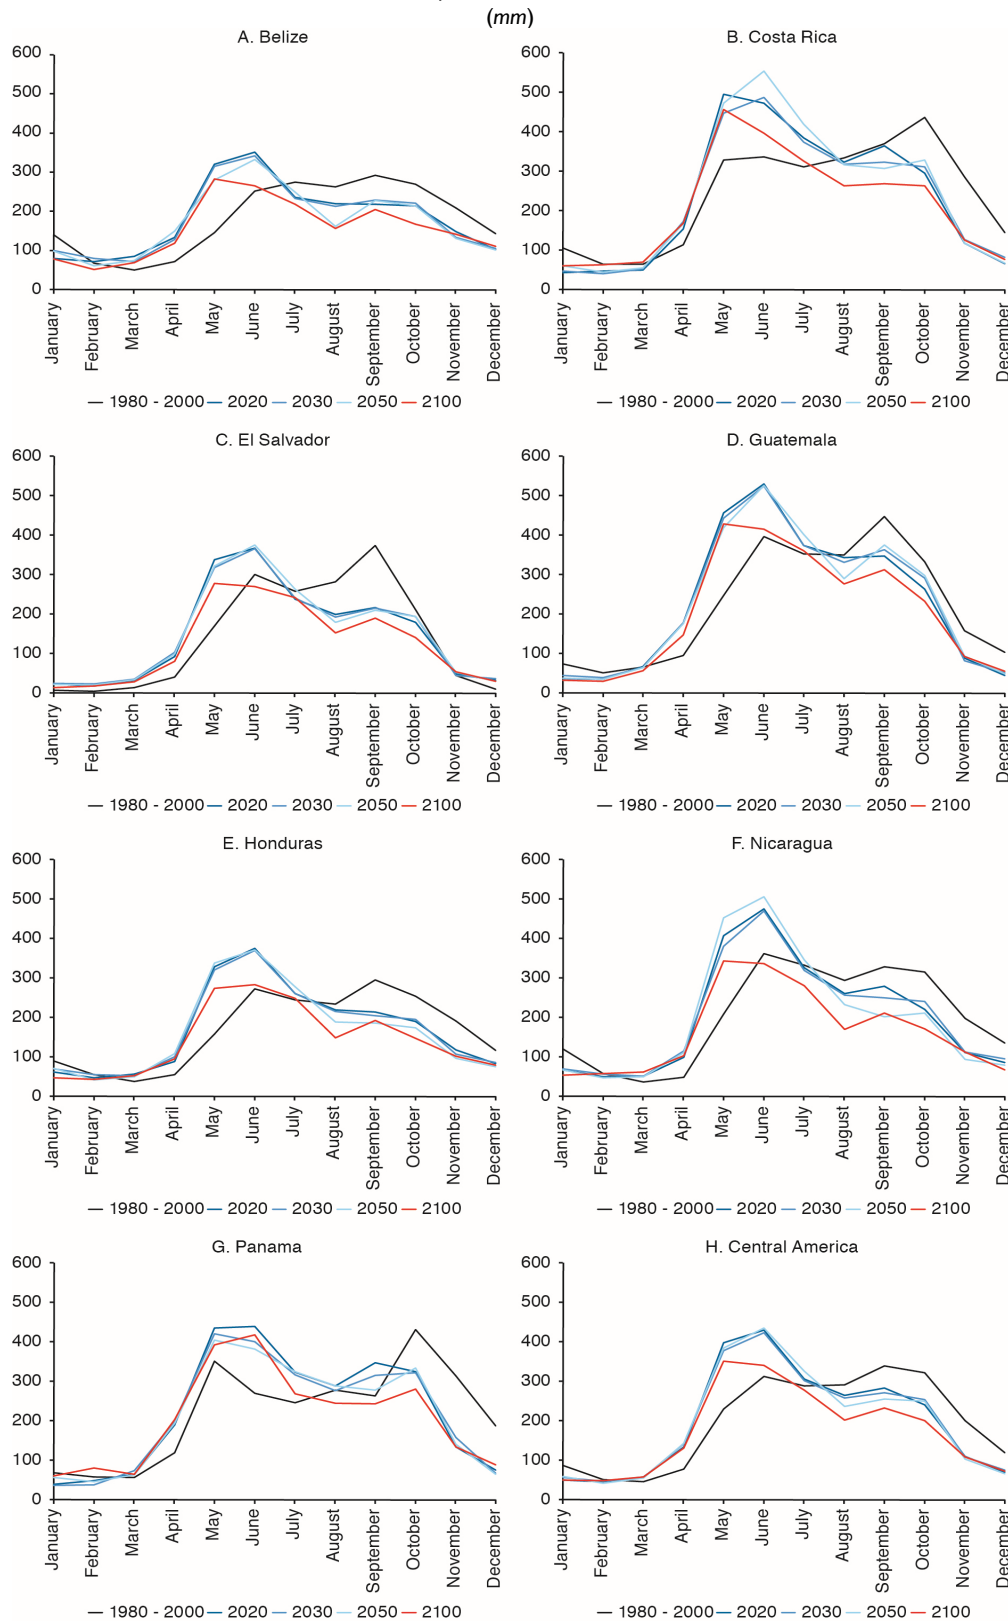 (mm)
A. Belize
600
500
400
300
200
100
0
January
February
March
April
May
June
July
August
September
October
November
December
1980 - 2000 2020 2030 2050 2100
B. Costa Rica
600
500
400
300
200
100
0
January
February
March
April
May
June
July
August
September
October
November
December
1980 - 2000 2020 2030 2050 2100
C. El Salvador
600
500
400
300
200
100
0
January
February
March
April
May
June
July
August
September
October
November
December
1980 - 2000 2020 2030 2050 2100
D. Guatemala
600
500
400
300
200
100
0
January
February
March
April
May
June
July
August
September
October
November
December
1980 - 2000 2020 2030 2050 2100
E. Honduras
600
500
400
300
200
100
0
January
February
March
April
May
June
July
August
September
October
November
December
1980 - 2000 2020 2030 2050 2100
F. Nicaragua
600
500
400
300
200
100
0
January
February
March
April
May
June
July
August
September
October
November
December
1980 - 2000 2020 2030 2050 2100
G. Panama
600
500
400
300
200
100
0
January
February
March
April
May
June
July
August
September
October
November
December
1980 - 2000 2020 2030 2050 2100
H. Central America
600
500
400
300
200
100
0
January
February
March
April
May
June
July
August
September
October
November
December
1980 - 2000 2020 2030 2050 2100